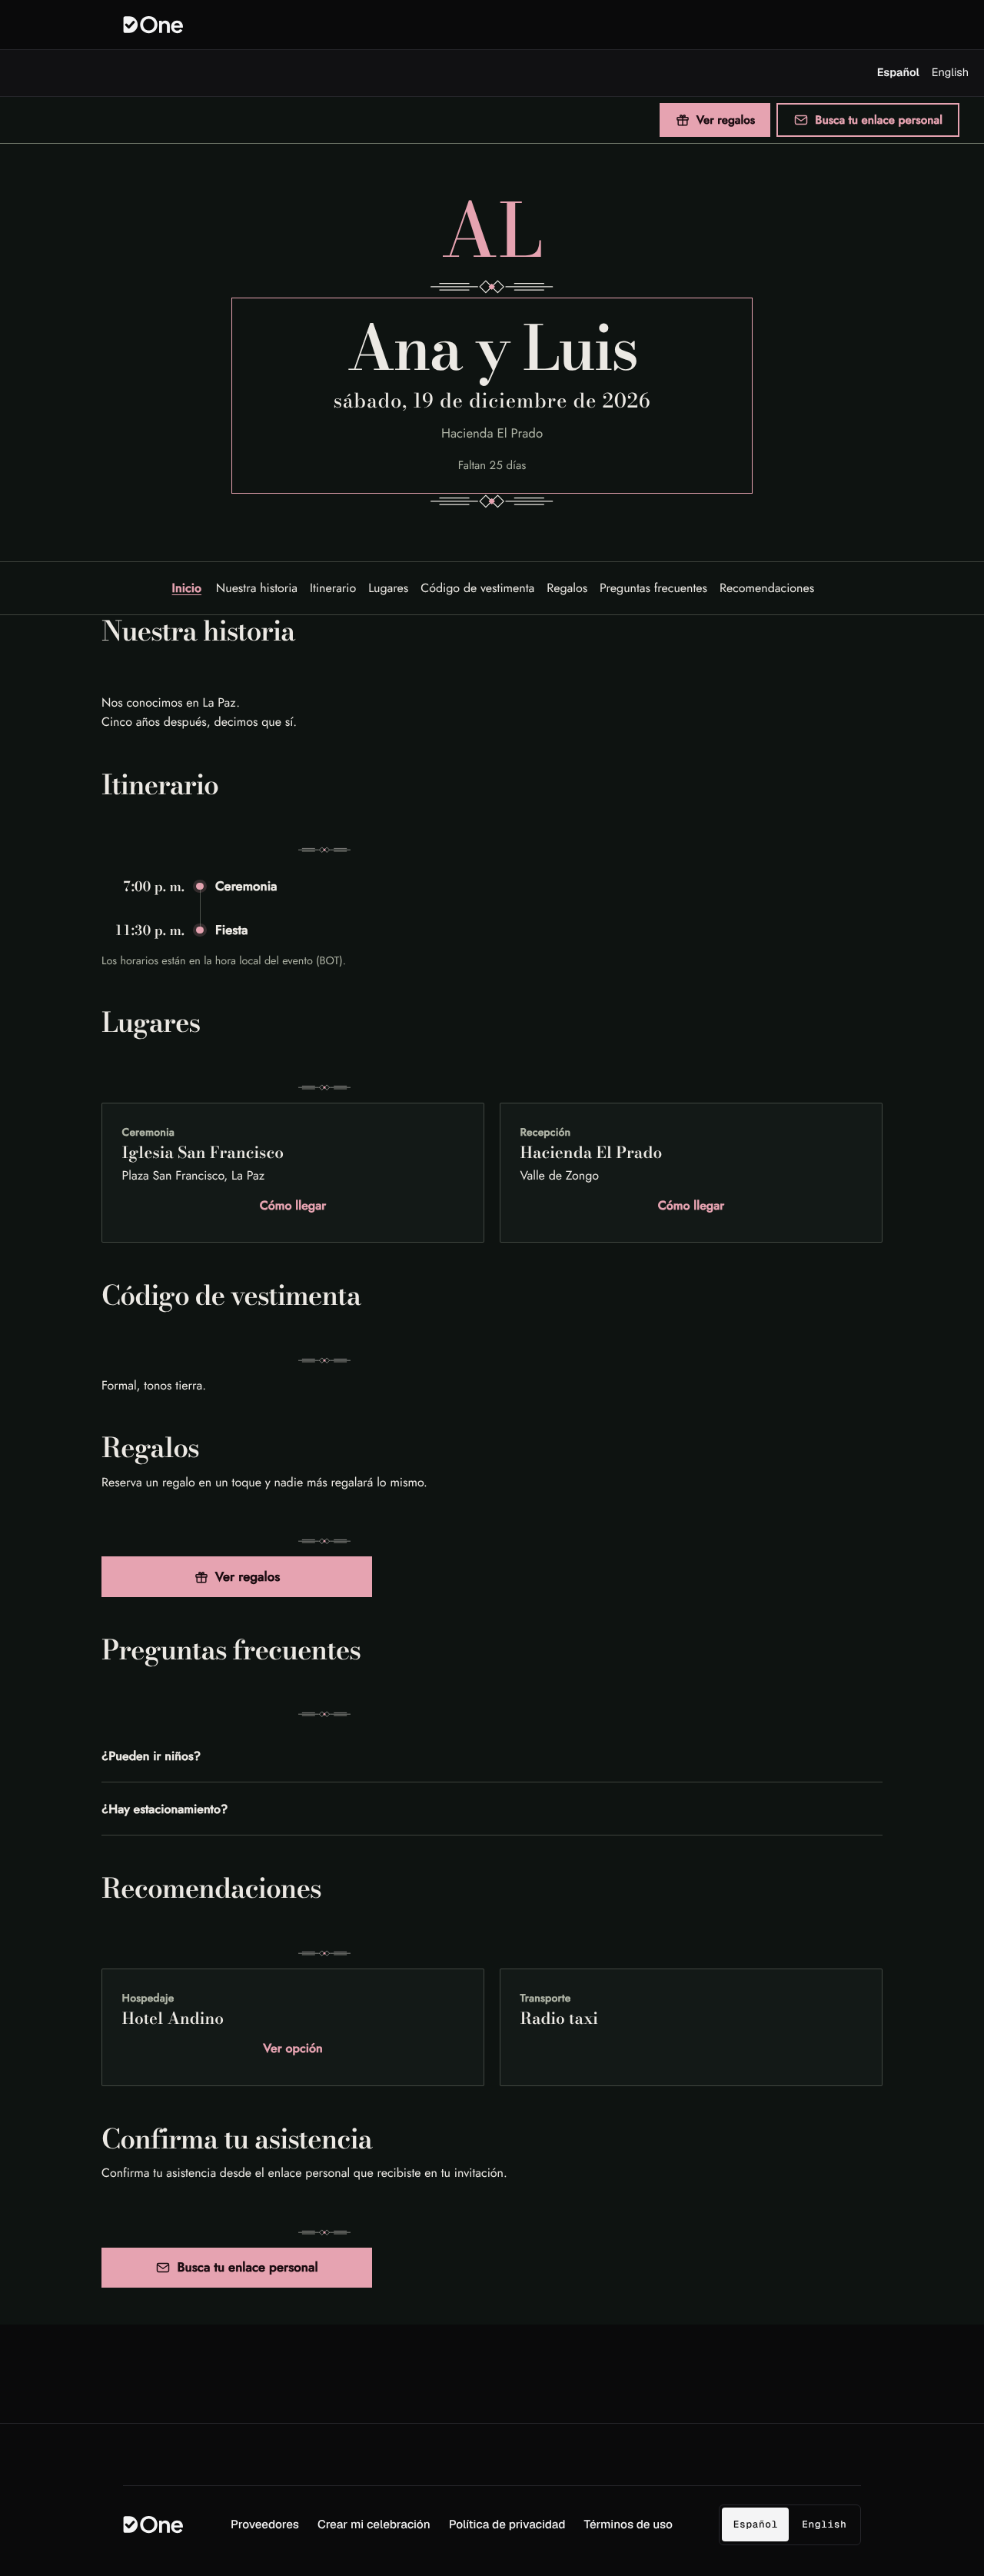 One
Español English
Ver regalos Busca tu enlace personal
AL
Ana y Luis
sábado, 19 de diciembre de 2026
Hacienda El Prado
Faltan 25 días
Inicio Nuestra historia Itinerario Lugares Código de vestimenta Regalos Preguntas frecuentes Recomendaciones
Nuestra historia
Nos conocimos en La Paz.
Cinco años después, decimos que sí.
Itinerario
7:00 p. m. Ceremonia
11:30 p. m. Fiesta
Los horarios están en la hora local del evento (BOT).
Lugares
Ceremonia
Iglesia San Francisco
Plaza San Francisco, La Paz
Cómo llegar
Recepción
Hacienda El Prado
Valle de Zongo
Cómo llegar
Código de vestimenta
Formal, tonos tierra.
Regalos
Reserva un regalo en un toque y nadie más regalará lo mismo.
Ver regalos
Preguntas frecuentes
¿Pueden ir niños?
¿Hay estacionamiento?
Recomendaciones
Hospedaje
Hotel Andino
Ver opción
Transporte
Radio taxi
Confirma tu asistencia
Confirma tu asistencia desde el enlace personal que recibiste en tu invitación.
Busca tu enlace personal
One Proveedores Crear mi celebración Política de privacidad Términos de uso Español English